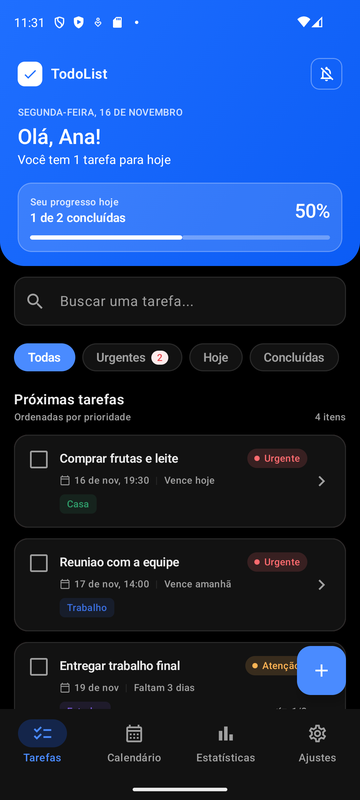 11:31
TodoList
SEGUNDA-FEIRA, 16 DE NOVEMBRO
Olá, Ana!
Você tem 1 tarefa para hoje
Seu progresso hoje
1 de 2 concluídas
50%
Buscar uma tarefa...
Todas
Urgentes 2
Hoje
Concluídas
Próximas tarefas
Ordenadas por prioridade
4 itens
Comprar frutas e leite
Urgente
16 de nov, 19:30
Vence hoje
Casa
Reuniao com a equipe
Urgente
17 de nov, 14:00
Vence amanhã
Trabalho
Entregar trabalho final
Atenção
19 de nov
Faltam 3 dias
Tarefas
Calendário
Estatísticas
Ajustes